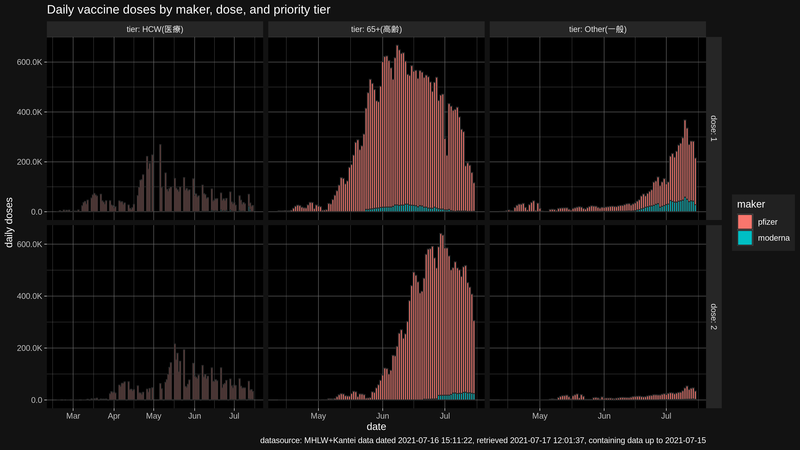 Daily vaccine doses by maker, dose, and priority tier
tier: HCW(医療)
tier: 65+(高齢)
tier: Other(一般)
600.0K
400.0K
200.0K
0.0
dose: 1
600.0K
400.0K
200.0K
0.0
dose: 2
daily doses
Mar Apr May Jun Jul
May Jun Jul
May Jun Jul
date
maker
pfizer
moderna
datasource: MHLW+Kantei data dated 2021-07-16 15:11:22, retrieved 2021-07-17 12:01:37, containing data up to 2021-07-15